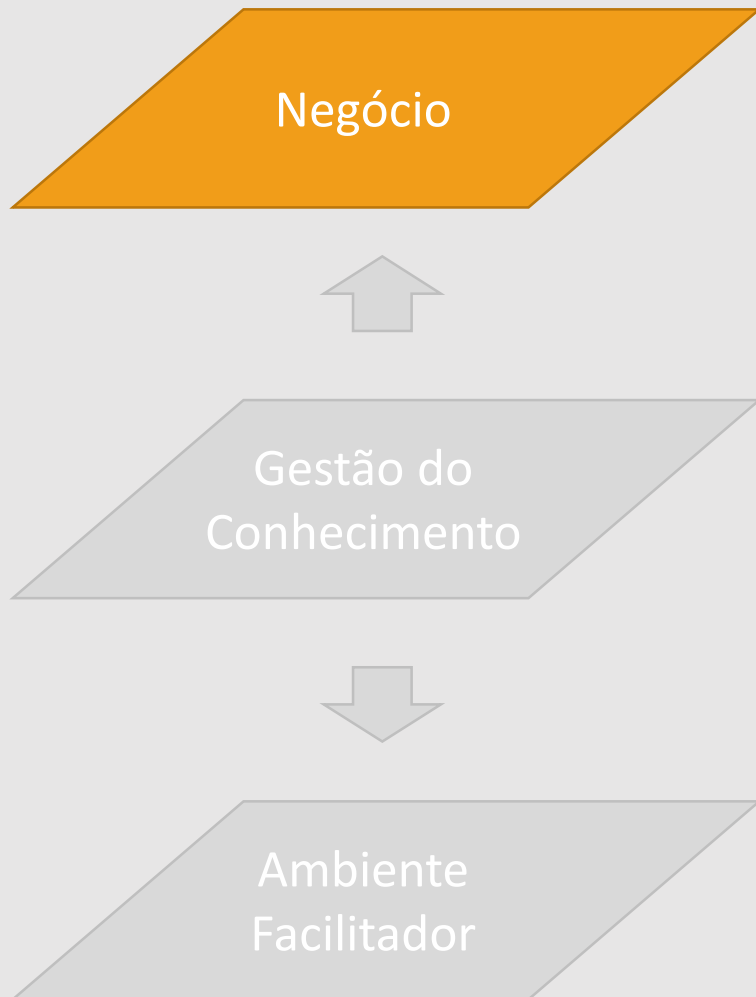 Negócio
Gestão do
Conhecimento
Ambiente
Facilitador